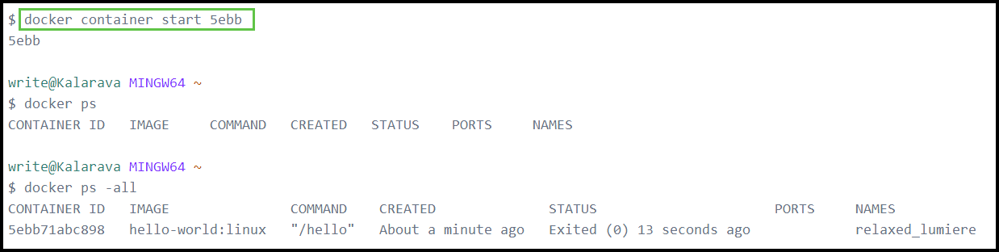 $ docker container start 5ebb
5ebb
write@Kalarava MINGW64 ~
$ docker ps
CONTAINER ID IMAGE COMMAND CREATED STATUS PORTS NAMES
write@Kalarava MINGW64 ~
$ docker ps -all
CONTAINER ID IMAGE COMMAND CREATED STATUS PORTS NAMES
5ebb71abc898 hello-world:linux "/hello" About a minute ago Exited (0) 13 seconds ago relaxed_lumiere